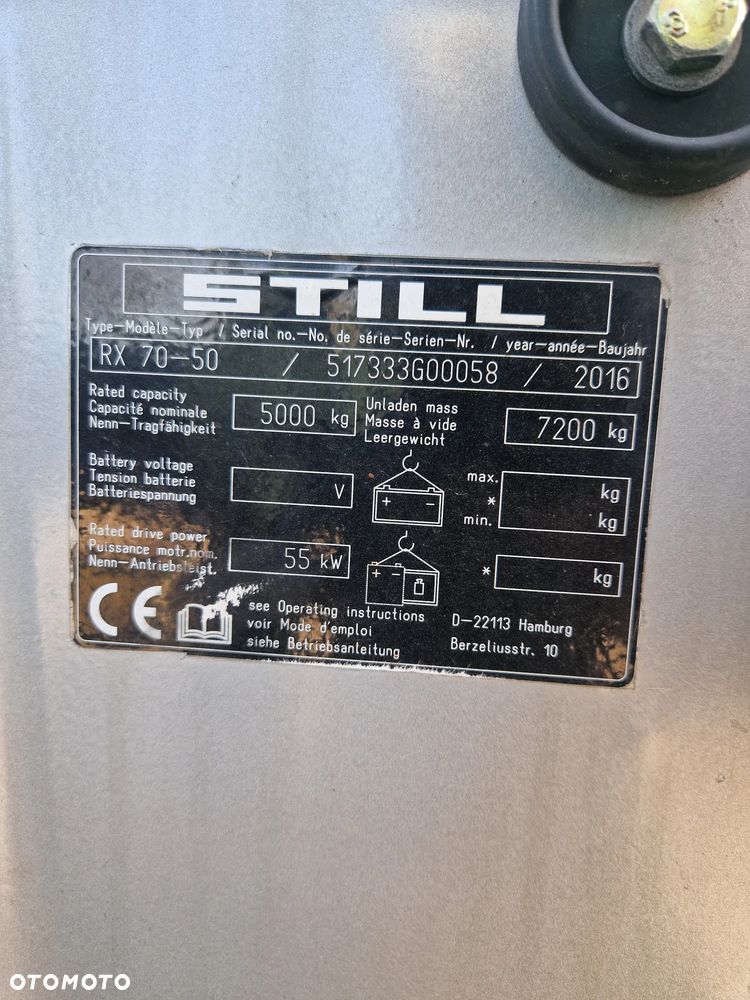 STILL
Type-Modèle-Typ / Serial no.-No. de série-Serien-Nr. / year-année-Baujahr
RX 70-50 / 517333G00058 / 2016
Rated capacity
Capacité nominale
Nenn-Tragfähigkeit
5000 kg
Unladen mass
Masse à vide
Leergewicht
7200 kg
Battery voltage
Tension batterie
Batteriespannung
V
+ -
max.
*
min.
kg
kg
Rated drive power
Puissance motr.nom.
Nenn-Antriebsleist.
55 kW
+ -
*
kg
CE
see Operating instructions
voir Mode d'emploi
siehe Betriebsanleitung
D-22113 Hamburg
Berzeliusstr. 10
OTOMOTO